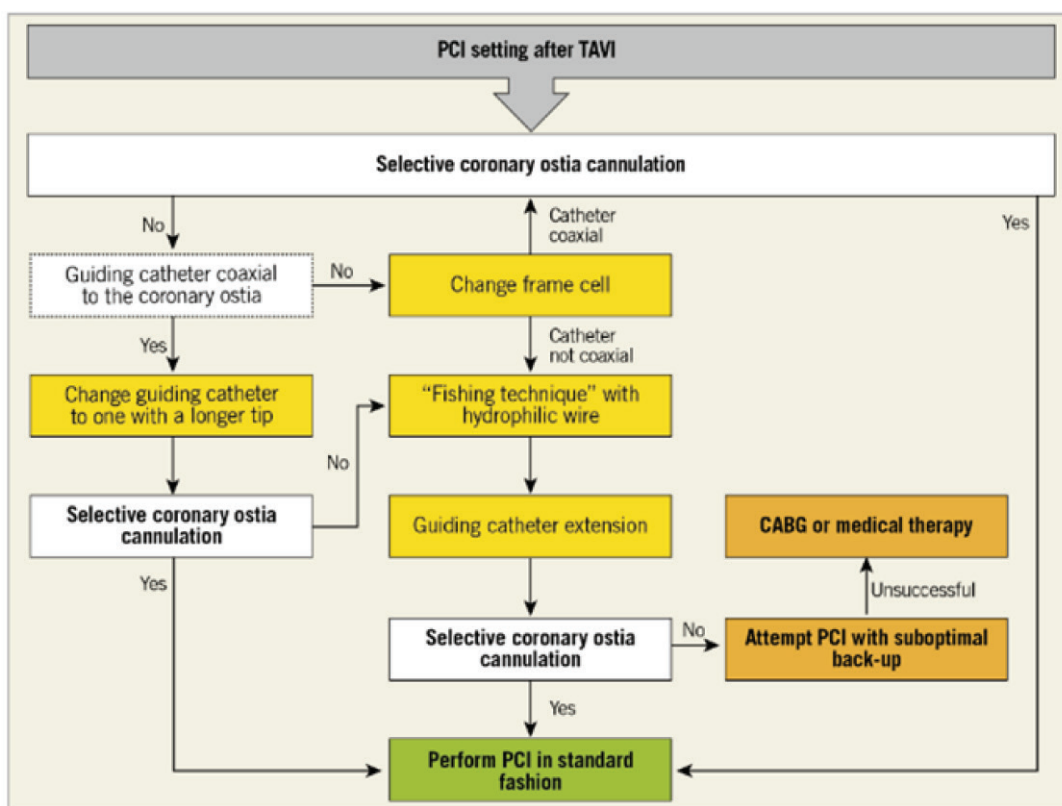 PCI setting after TAVI
Selective coronary ostia cannulation
No
Catheter
coaxial
Yes
Guiding catheter coaxial
to the coronary ostia
No
Change frame cell
Yes
Catheter
not coaxial
Change guiding catheter
to one with a longer tip
"Fishing technique" with
hydrophilic wire
No
Selective coronary ostia
cannulation
Guiding catheter extension
CABG or medical therapy
Yes
Unsuccessful
Selective coronary ostia
cannulation
No
Attempt PCI with suboptimal
back-up
Yes
Perform PCI in standard
fashion